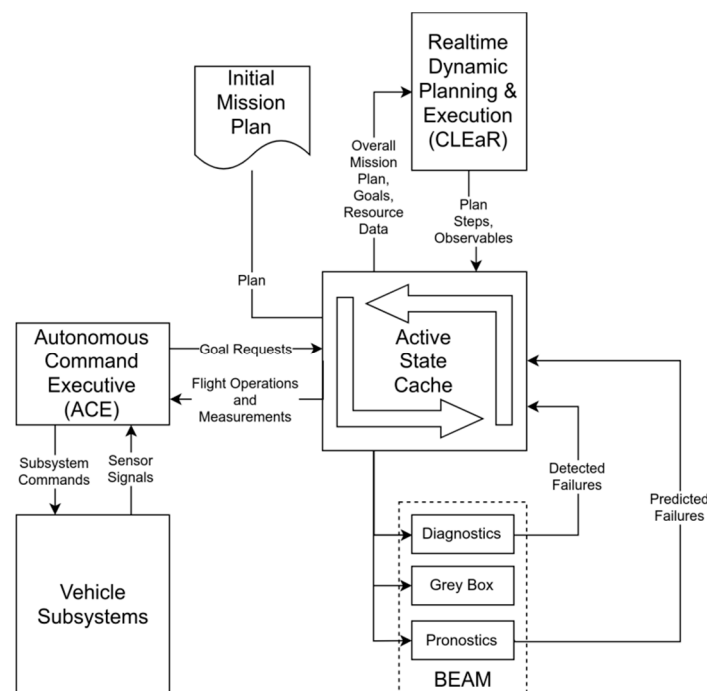 Initial
Mission
Plan
Realtime
Dynamic
Planning &
Execution
(CLEaR)
Overall
Mission
Plan,
Goals,
Resource
Data
Plan
Steps,
Observables
Plan
Autonomous
Command
Executive
(ACE)
Goal Requests
Flight Operations
and
Measurements
Active
State
Cache
Subsystem
Commands
Sensor
Signals
Detected
Failures
Predicted
Failures
Vehicle
Subsystems
Diagnostics
Grey Box
Pronostics
BEAM